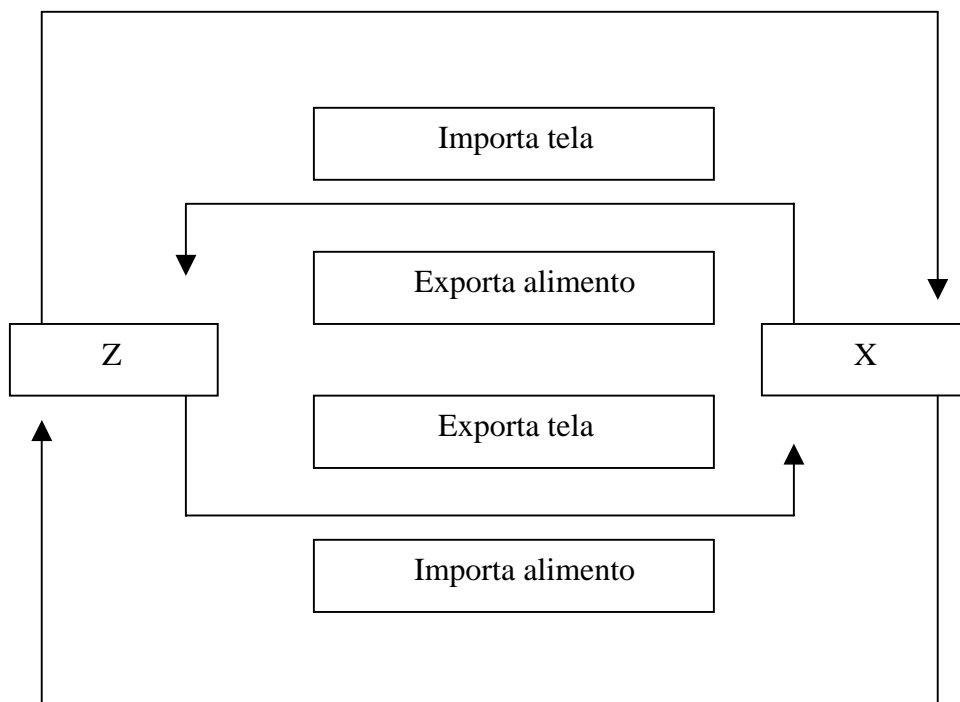 Importa tela
Exporta alimento
Z
X
Exporta tela
Importa alimento